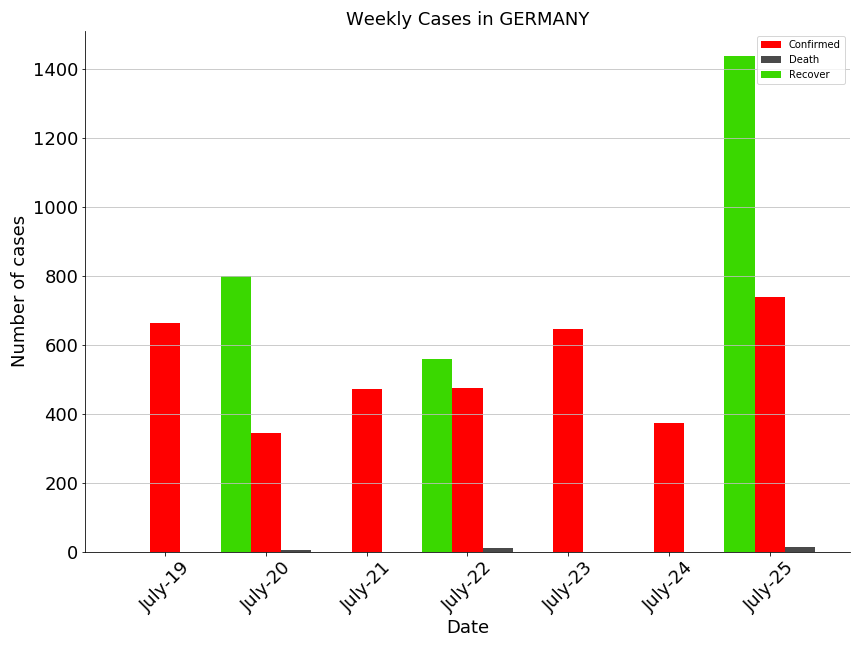 Weekly Cases in GERMANY
Confirmed
Death
Recover
Number of cases
1400
1200
1000
800
600
400
200
0
July-19
July-20
July-21
July-22
July-23
July-24
July-25
Date